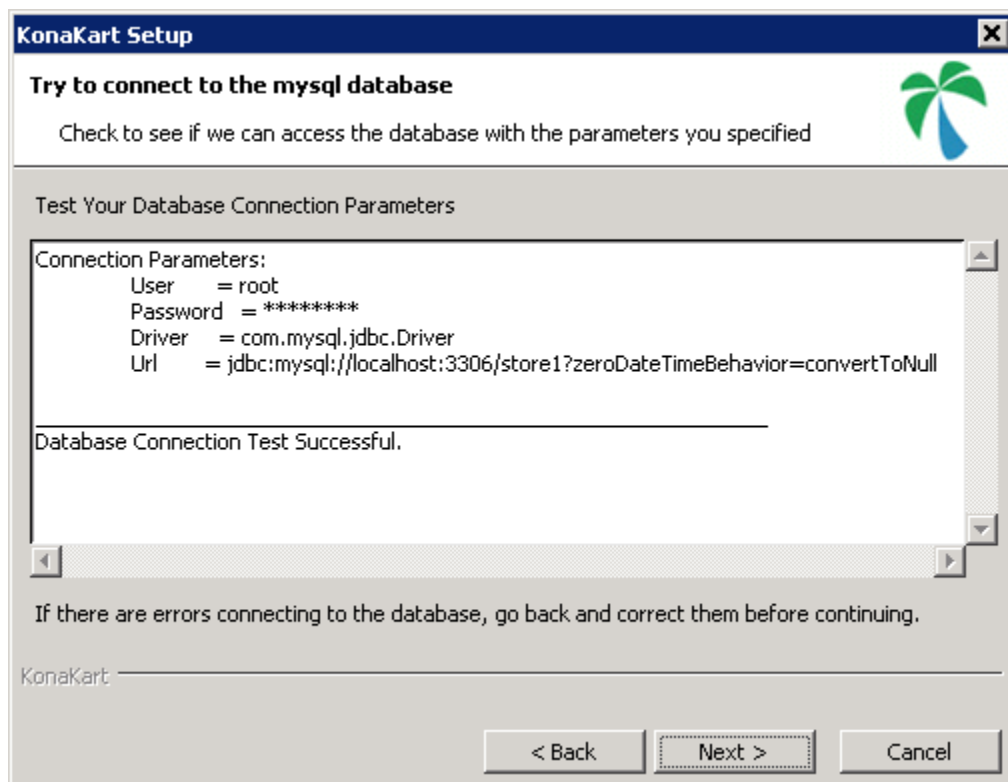 KonaKart Setup
Try to connect to the mysql database
Check to see if we can access the database with the parameters you specified
Test Your Database Connection Parameters
Connection Parameters:
User = root
Password = ********
Driver = com.mysql.jdbc.Driver
Url = jdbc:mysql://localhost:3306/store1?zeroDateTimeBehavior=convertToNull
Database Connection Test Successful.
If there are errors connecting to the database, go back and correct them before continuing.
KonaKart
< Back Next > Cancel